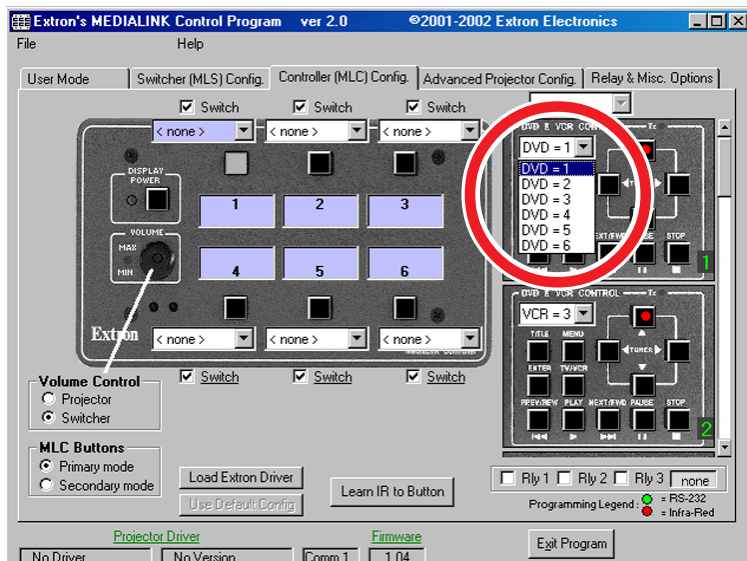 Extron's MEDIALINK Control Program ver 2.0 ©2001-2002 Extron Electronics
File Help
User Mode Switcher (MLS) Config. Controller (MLC) Config. Advanced Projector Config. Relay & Misc. Options
Switch Switch Switch
< none > < none > < none >
DISPLAY
POWER
1 2 3
VOLUME
MAX
MIN
4 5 6
Extron
< none > < none > < none >
MediaLink Controller
Switch Switch Switch
DVD & VCR CONTROL Tx
DVD = 1
DVD = 1
DVD = 2
DVD = 3
DVD = 4
DVD = 5
DVD = 6
STOP
1
DVD & VCR CONTROL Tx
VCR = 3
TITLE MENU
TUNER
ENTER TV/VCR
PREV/REW PLAY NEXT/FWD PAUSE STOP
2
Volume Control
Projector
Switcher
MLC Buttons
Primary mode
Secondary mode
Load Extron Driver
Use Default Config
Learn IR to Button
Rly 1 Rly 2 Rly 3 none
Programming Legend: = RS-232
= Infra-Red
Projector Driver Firmware
No Driver No Version Comm 1 1.04
Exit Program